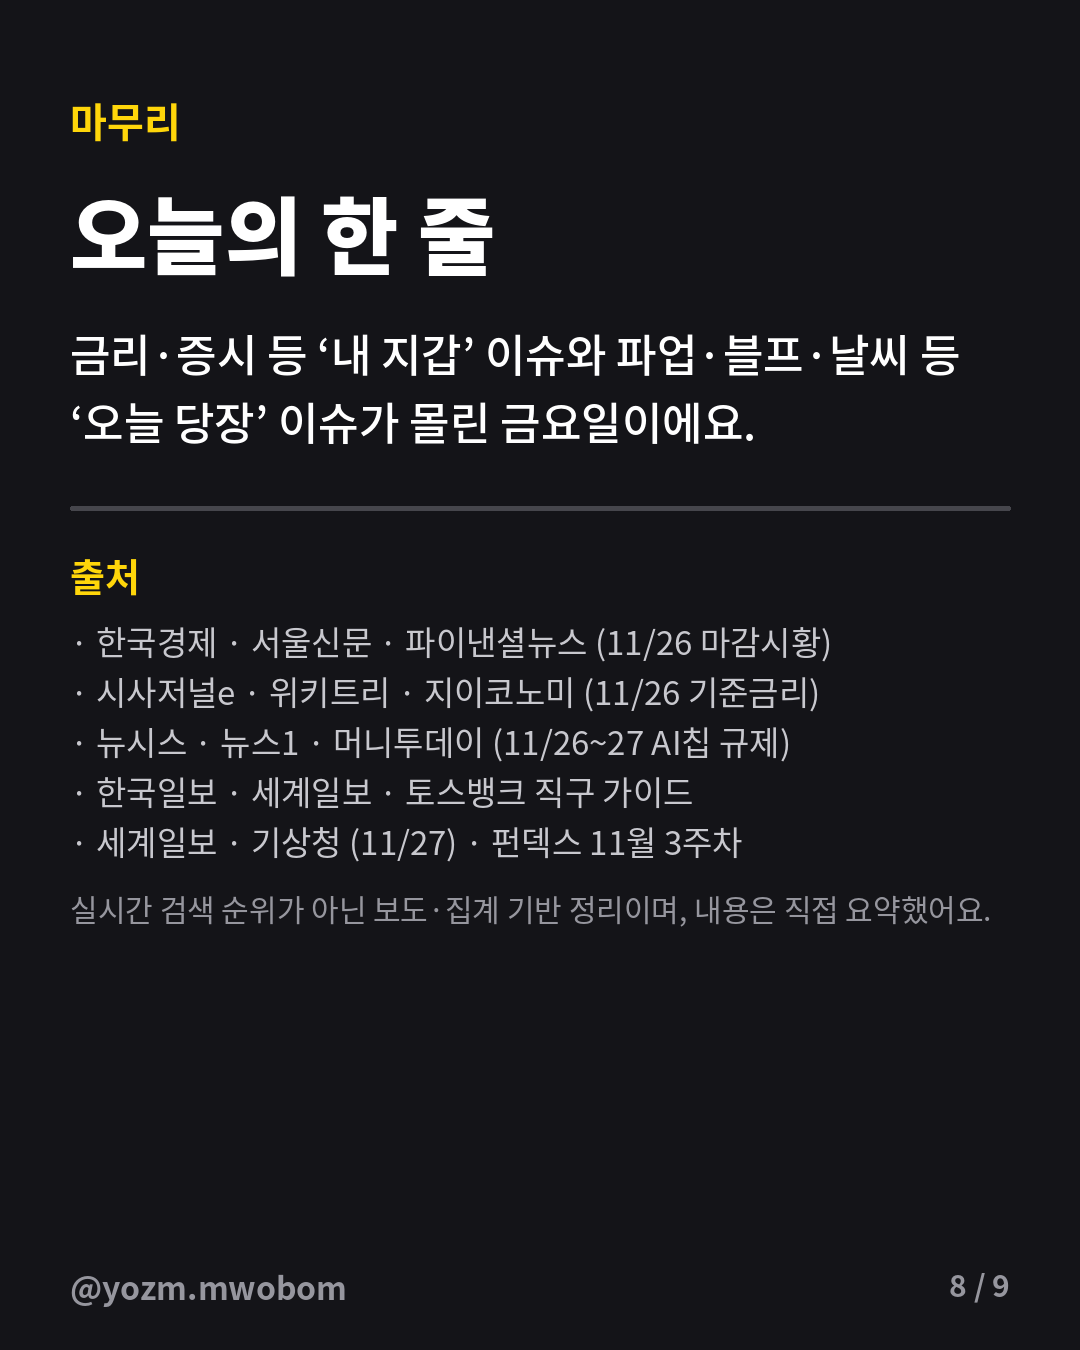 마무리
오늘의 한 줄
금리·증시 등 ‘내 지갑’ 이슈와 파업·블프·날씨 등
‘오늘 당장’ 이슈가 몰린 금요일이에요.
출처
· 한국경제 · 서울신문 · 파이낸셜뉴스 (11/26 마감시황)
· 시사저널e · 위키트리 · 지이코노미 (11/26 기준금리)
· 뉴시스 · 뉴스1 · 머니투데이 (11/26~27 AI칩 규제)
· 한국일보 · 세계일보 · 토스뱅크 직구 가이드
· 세계일보 · 기상청 (11/27) · 펀덱스 11월 3주차
실시간 검색 순위가 아닌 보도·집계 기반 정리이며, 내용은 직접 요약했어요.
@yozm.mwobom
8 / 9